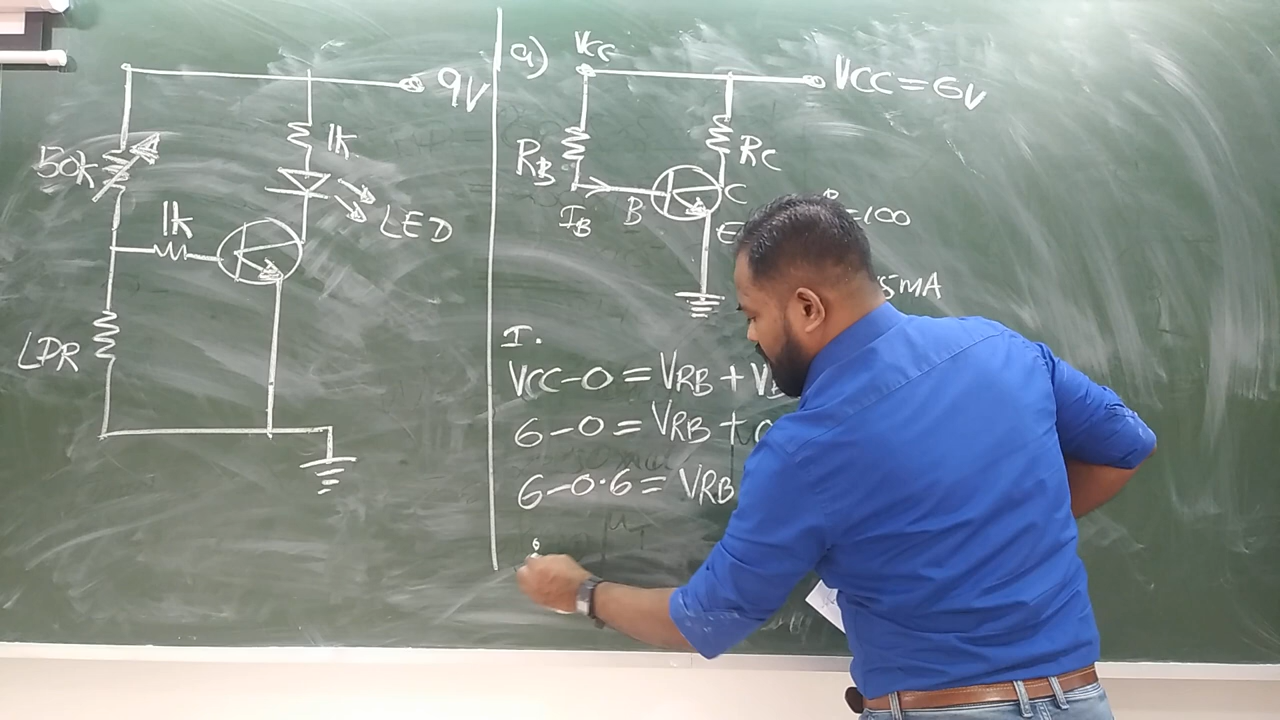 9V
50k
1k
1k
LED
LDR
a)
VCC
VCC = 6V
RB
RC
IB
B
C
E
=100
5mA
I.
VCC-0 = VRB + VB
6-0 = VRB + 0
6-0.6 = VRB